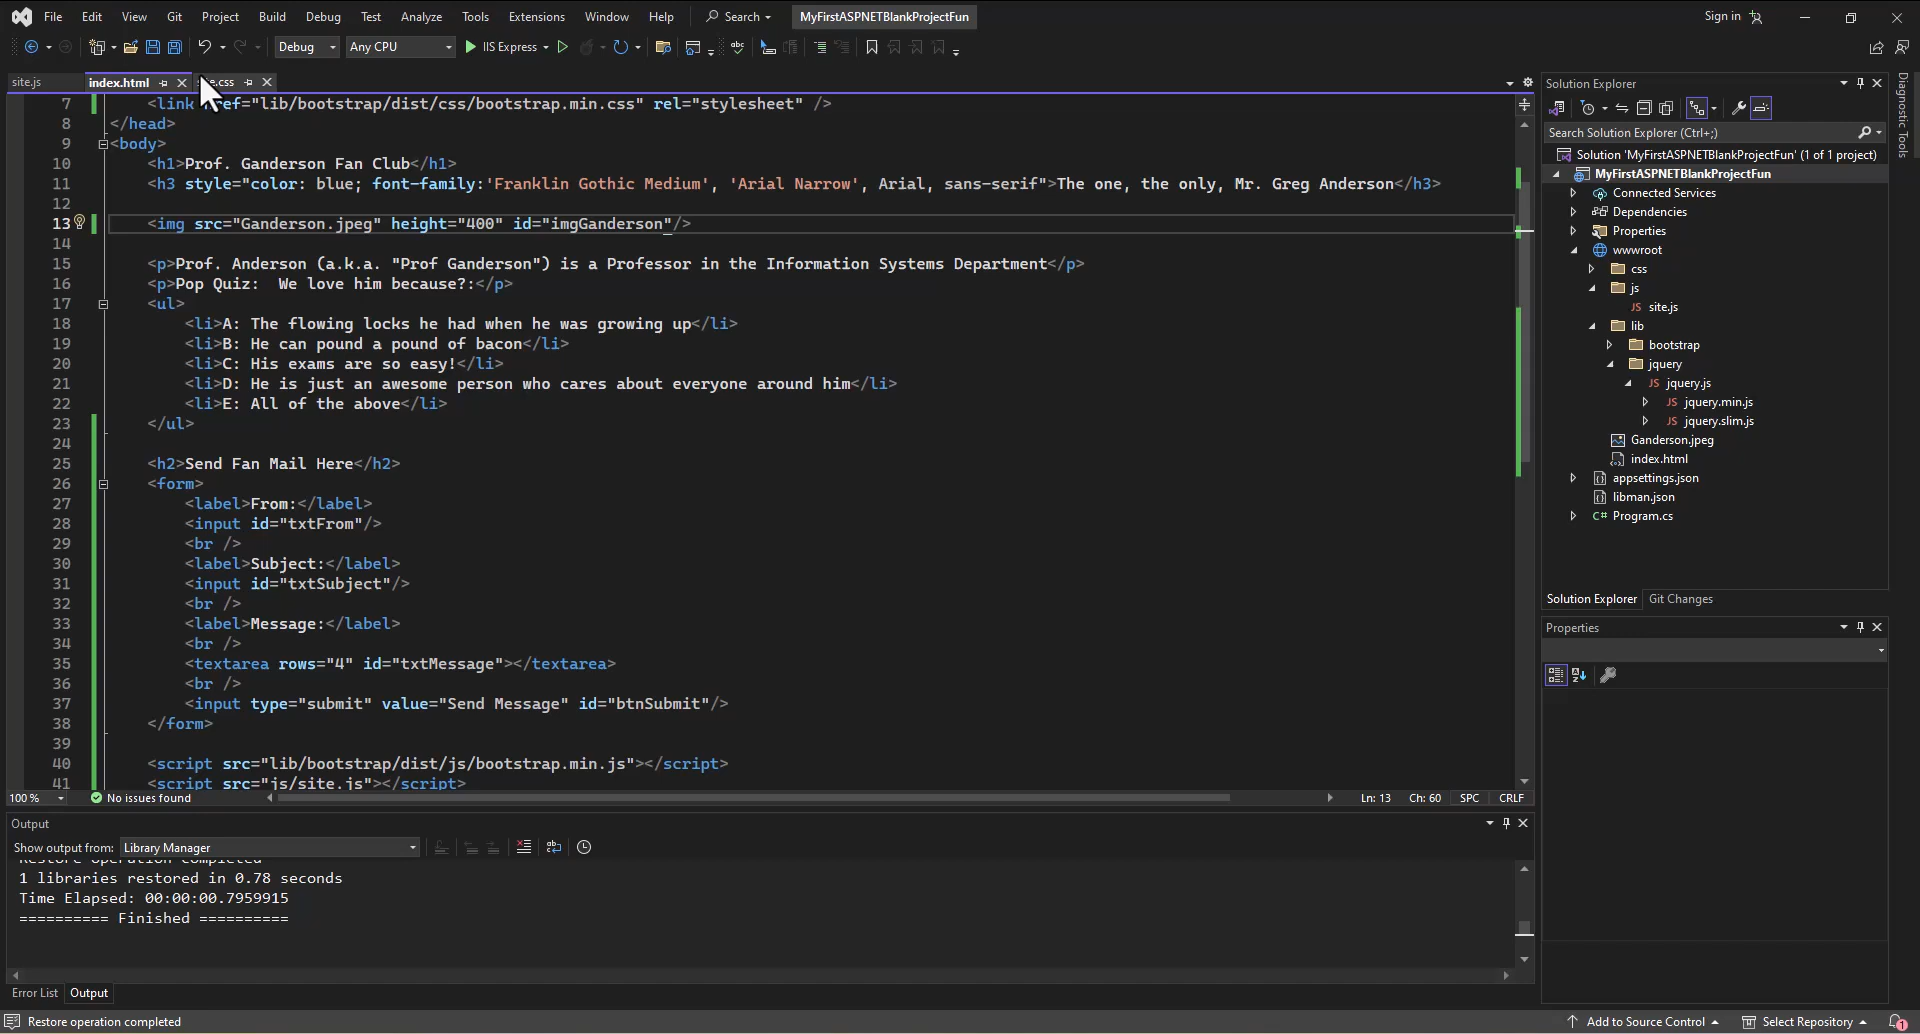 File Edit View Git Project Build Debug Test Analyze Tools Extensions Window Help Search MyFirstASPNETBlankProjectFun Sign in
Debug Any CPU IIS Express
site.js index.html .css
7 <link href="lib/bootstrap/dist/css/bootstrap.min.css" rel="stylesheet" />
8 </head>
9 <body>
10 <h1>Prof. Ganderson Fan Club</h1>
11 <h3 style="color: blue; font-family:'Franklin Gothic Medium', 'Arial Narrow', Arial, sans-serif">The one, the only, Mr. Greg Anderson</h3>
12
13 <img src="Ganderson.jpeg" height="400" id="imgGanderson"/>
14
15 <p>Prof. Anderson (a.k.a. "Prof Ganderson") is a Professor in the Information Systems Department</p>
16 <p>Pop Quiz:  We love him because?:</p>
17 <ul>
18 <li>A: The flowing locks he had when he was growing up</li>
19 <li>B: He can pound a pound of bacon</li>
20 <li>C: His exams are so easy!</li>
21 <li>D: He is just an awesome person who cares about everyone around him</li>
22 <li>E: All of the above</li>
23 </ul>
24
25 <h2>Send Fan Mail Here</h2>
26 <form>
27 <label>From:</label>
28 <input id="txtFrom"/>
29 <br />
30 <label>Subject:</label>
31 <input id="txtSubject"/>
32 <br />
33 <label>Message:</label>
34 <br />
35 <textarea rows="4" id="txtMessage"></textarea>
36 <br />
37 <input type="submit" value="Send Message" id="btnSubmit"/>
38 </form>
39
40 <script src="lib/bootstrap/dist/js/bootstrap.min.js"></script>
41 <script src="js/site.js"></script>
100 % No issues found Ln: 13 Ch: 60 SPC CRLF
Output
Show output from: Library Manager
Restore operation completed
1 libraries restored in 0.78 seconds
Time Elapsed: 00:00:00.7959915
========== Finished ==========
Error List Output
Restore operation completed Add to Source Control Select Repository 1
Solution Explorer
Search Solution Explorer (Ctrl+;)
Solution 'MyFirstASPNETBlankProjectFun' (1 of 1 project)
MyFirstASPNETBlankProjectFun
Connected Services
Dependencies
Properties
wwwroot
css
js
JS site.js
lib
bootstrap
jquery
JS jquery.js
JS jquery.min.js
JS jquery.slim.js
Ganderson.jpeg
index.html
appsettings.json
libman.json
C# Program.cs
Solution Explorer Git Changes
Properties
Diagnostic Tools